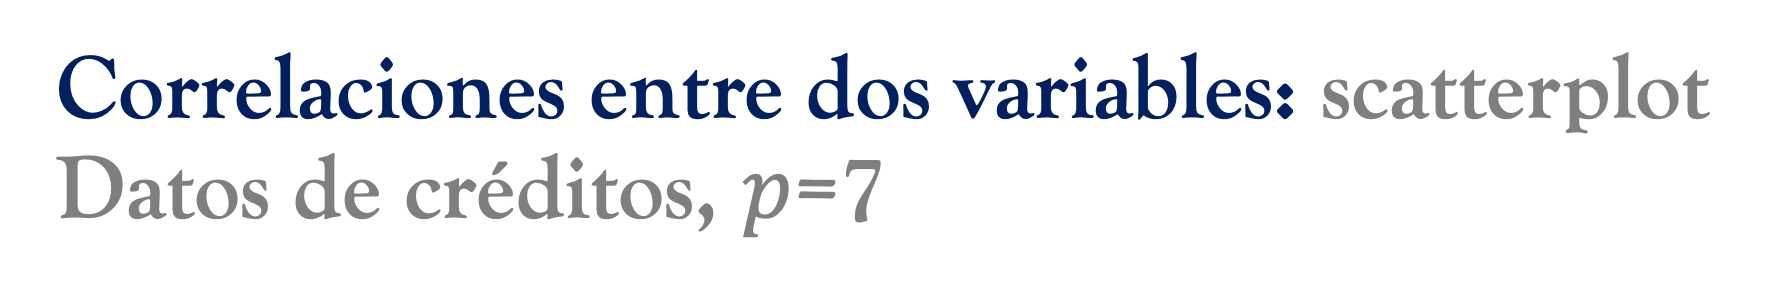 Correlaciones entre dos variables: scatterplot
Datos de créditos, p=7